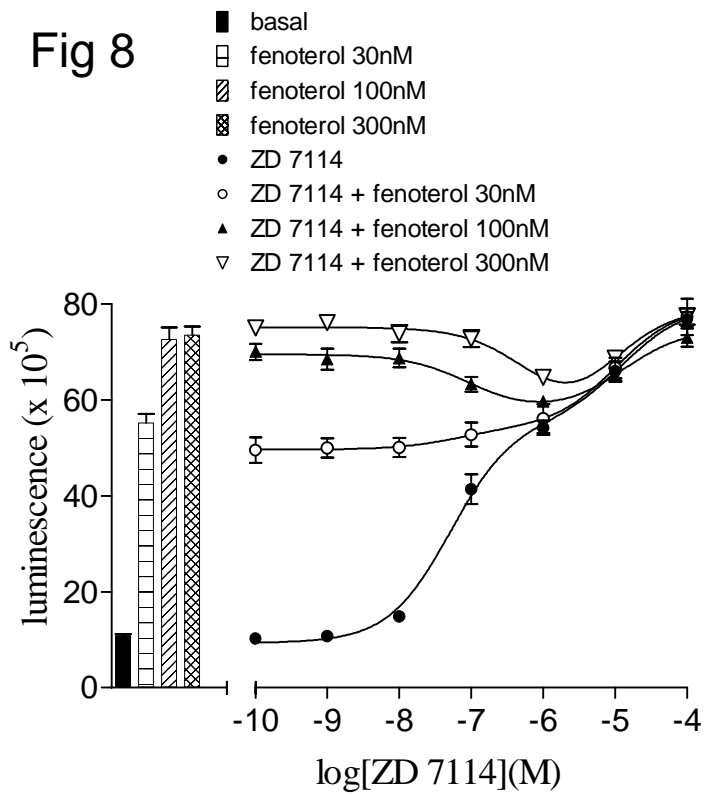 Fig 8
basal
fenoterol 30nM
fenoterol 100nM
fenoterol 300nM
ZD 7114
ZD 7114 + fenoterol 30nM
ZD 7114 + fenoterol 100nM
ZD 7114 + fenoterol 300nM
luminescence (x 10⁵)
80
60
40
20
0
-10 -9 -8 -7 -6 -5 -4
log[ZD 7114](M)